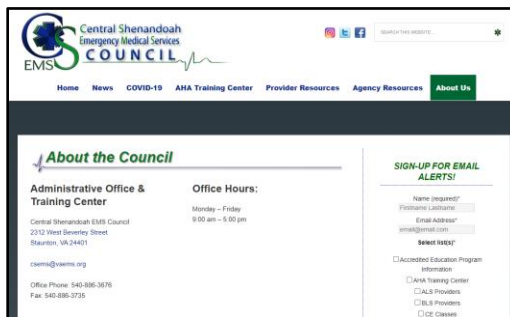 Central Shenandoah
Emergency Medical Services
COUNCIL
EMS
SEARCH THIS WEBSITE...
Home News COVID-19 AHA Training Center Provider Resources Agency Resources About Us
About the Council
Administrative Office &
Training Center
Central Shenandoah EMS Council
2312 West Beverley Street
Staunton, VA 24401
csems@vaems.org
Office Phone: 540-886-3676
Fax: 540-886-3735
Office Hours:
Monday – Friday
9:00 am – 5:00 pm
SIGN-UP FOR EMAIL
ALERTS!
Name (required)*
Firstname Lastname
Email Address*
email@email.com
Select list(s)*
Accredited Education Program
Information
AHA Training Center
ALS Providers
BLS Providers
CE Classes